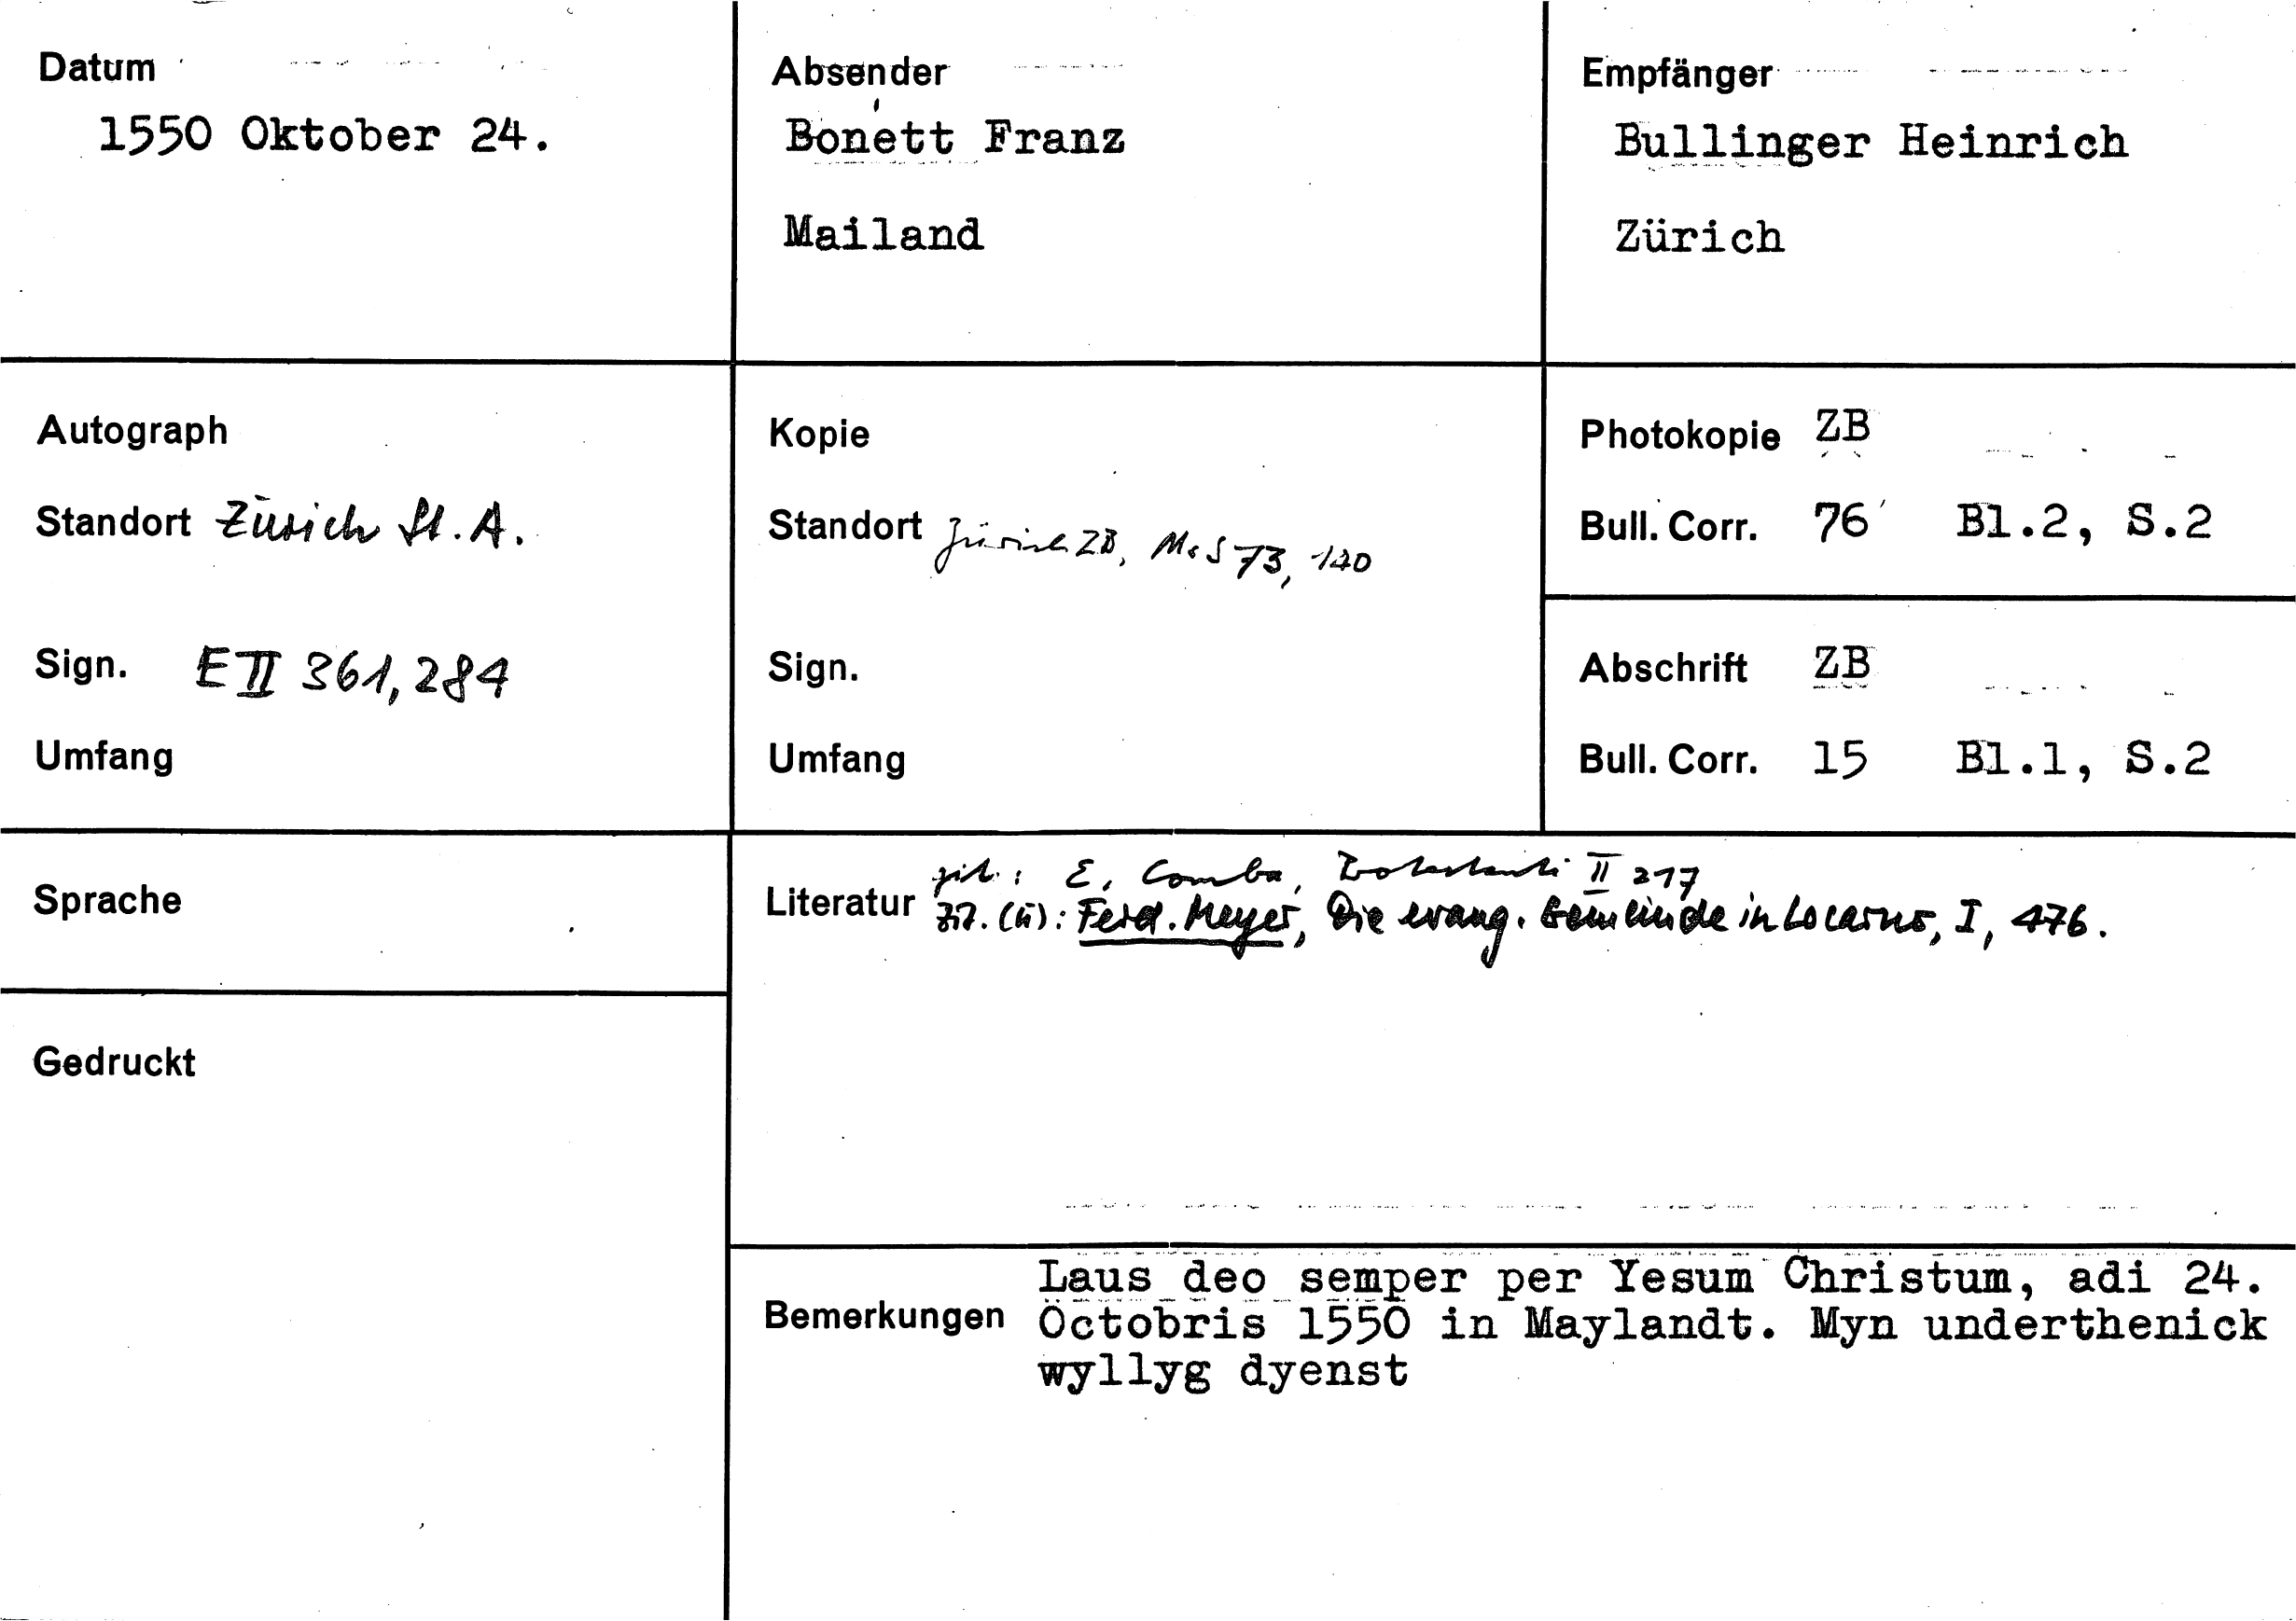 Datum
1550 Oktober 24.
Absender
Bonett Franz
Mailand
Empfänger
Bullinger Heinrich
Zürich
Autograph
Standort Zürich St. A.
Sign. E II 361, 284
Umfang
Kopie
Standort Zürich ZB, Ms S 73, 140
Sign.
Umfang
Photokopie ZB
Bull. Corr. 76 Bl.2, S.2
Abschrift ZB
Bull. Corr. 15 Bl.1, S.2
Sprache
Gedruckt
zit.: E. Comba, Protestanti II 217
Literatur zit. (ü): Ferd. Meyer, Die evang. Gemeinde in Locarno, I, 476.
Laus deo semper per Yesum Christum, adi 24.
Bemerkungen Octobris 1550 in Maylandt. Myn underthenick
wyllyg dyenst